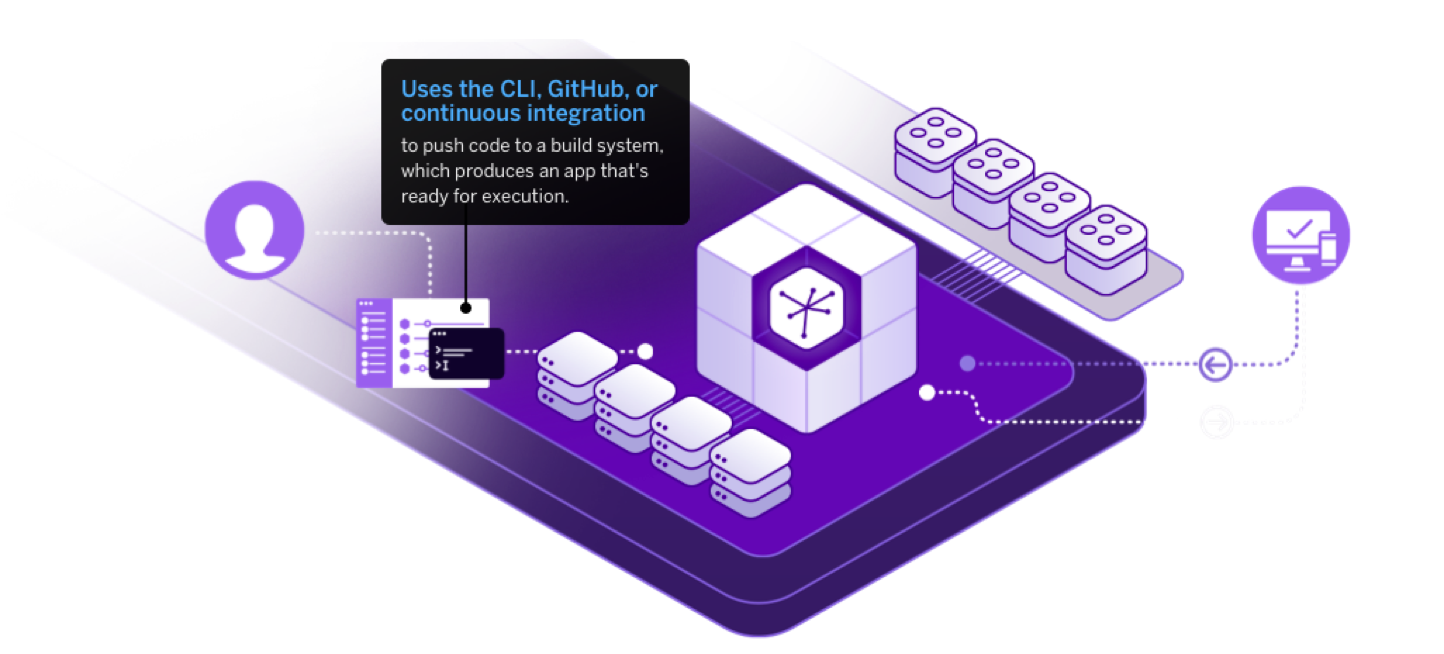 Uses the CLI, GitHub, or
continuous integration
to push code to a build system,
which produces an app that's
ready for execution.